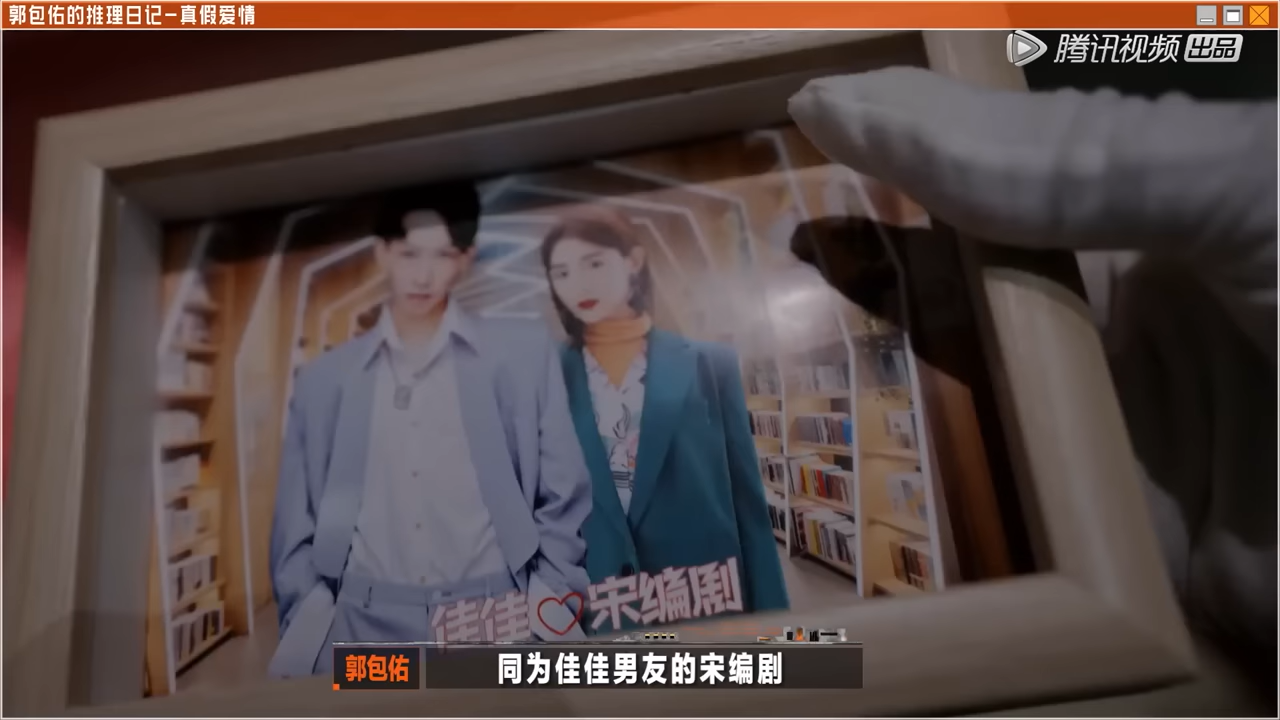 郭包佑的推理日记-真假爱情
腾讯视频 出品
佳佳♡宋编剧
郭包佑
同为佳佳男友的宋编剧